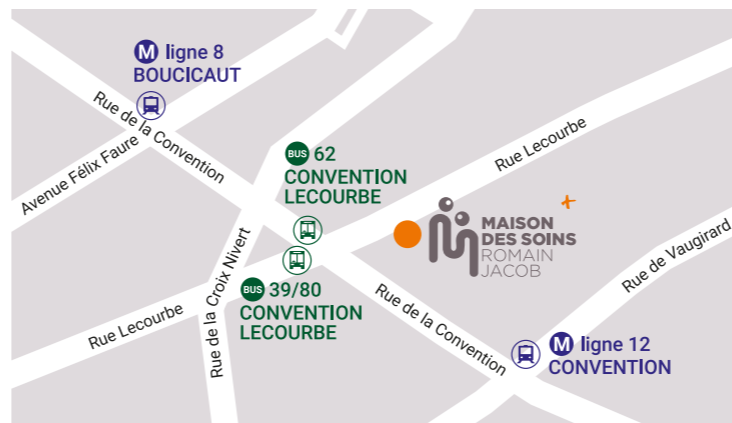 M ligne 8
BOUCICAUT
Rue de la Convention
Avenue Félix Faure
BUS 62
CONVENTION
LECOURBE
Rue Lecourbe
MAISON
DES SOINS
ROMAIN
JACOB
Rue de Vaugirard
Rue de la Croix Nivert
BUS 39/80
CONVENTION
LECOURBE
Rue Lecourbe
Rue de la Convention
M ligne 12
CONVENTION